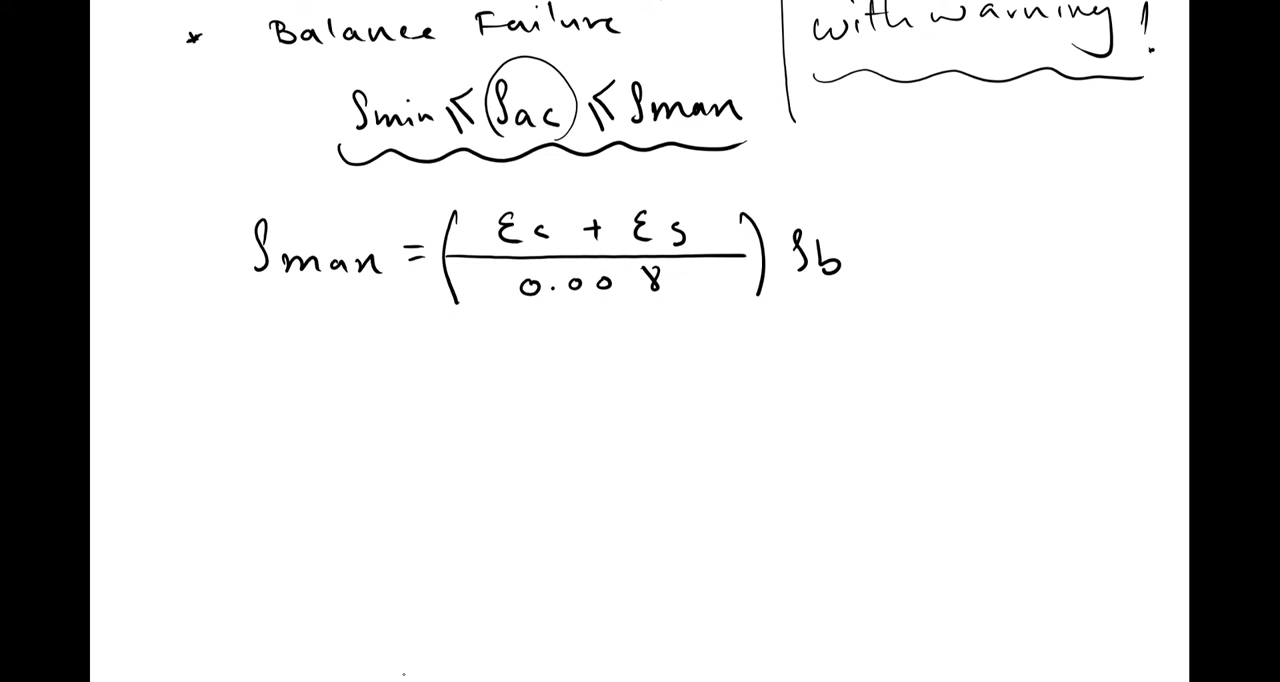 * Balance Failure
with warning!
ρmin ≤ ρac ≤ ρmax
ρmax = ( εc + εs / 0.008 ) ρb